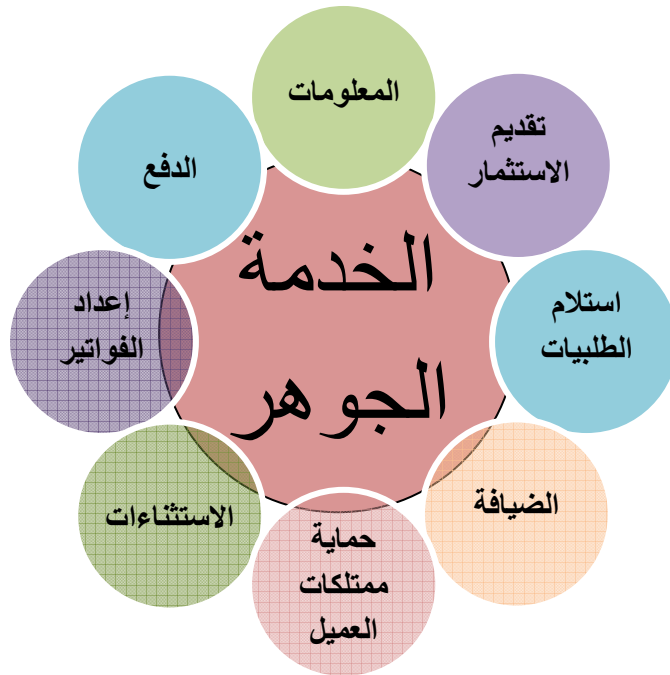 المعلومات
تقديم
الاستثمار
استلام
الطلبيات
الضيافة
حماية
ممتلكات
العميل
الاستثناءات
إعداد
الفواتير
الدفع
الخدمة
الجوهر